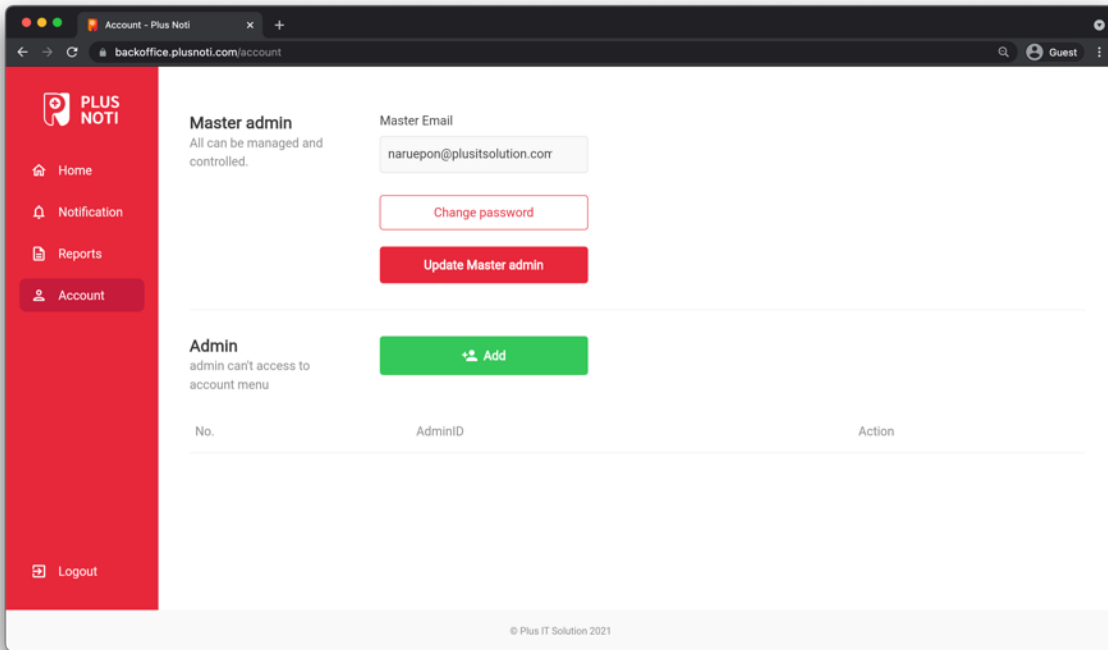 Account - Plus Noti
backoffice.plusnoti.com/account
Guest
PLUS
NOTI
Home
Notification
Reports
Account
Logout
Master admin
All can be managed and
controlled.
Master Email
naruepon@plusitsolution.com
Change password
Update Master admin
Admin
admin can't access to
account menu
Add
No.
AdminID
Action
© Plus IT Solution 2021